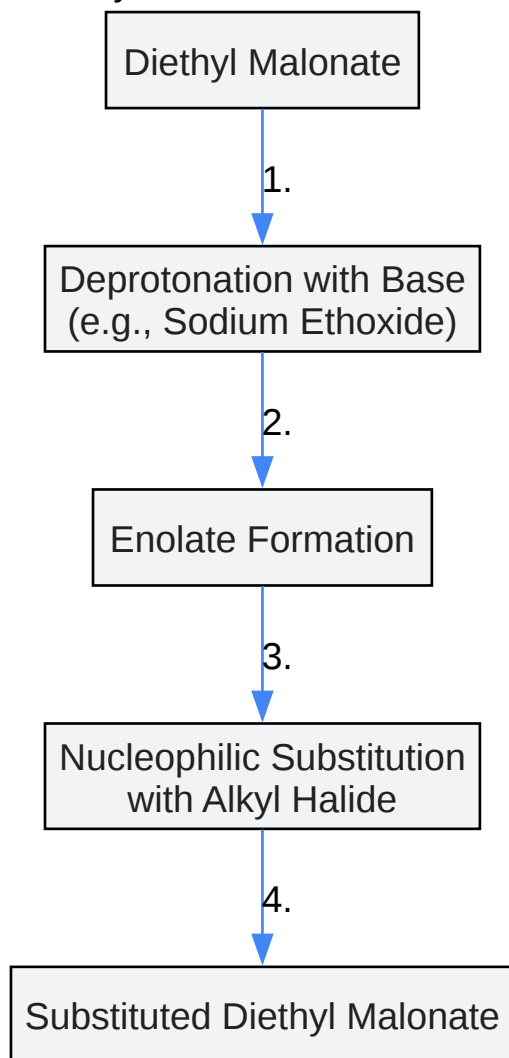 Diethyl Malonate
1.
Deprotonation with Base
(e.g., Sodium Ethoxide)
2.
Enolate Formation
3.
Nucleophilic Substitution
with Alkyl Halide
4.
Substituted Diethyl Malonate